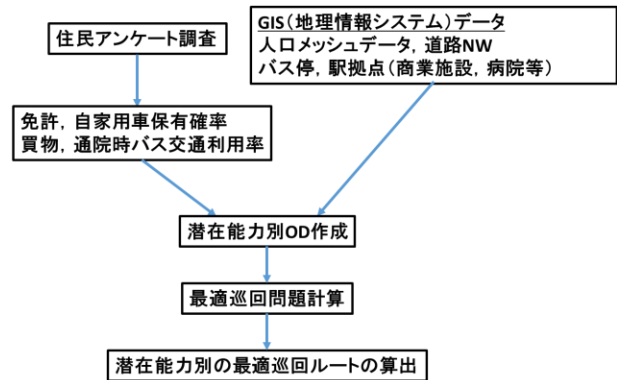 住民アンケート調査
GIS(地理情報システム)データ
人口メッシュデータ，道路NW
バス停，駅拠点(商業施設，病院等)
免許，自家用車保有確率
買物，通院時バス交通利用率
潜在能力別OD作成
最適巡回問題計算
潜在能力別の最適巡回ルートの算出